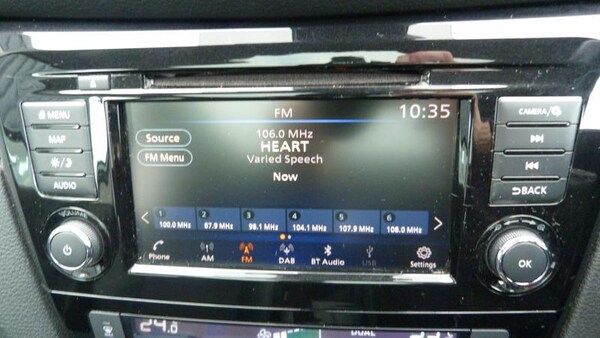 FM
10:35
MENU
MAP
AUDIO
Source
FM Menu
106.0 MHz
HEART
Varied Speech
Now
CAMERA/
BACK
1 2 3 4 5 6
100.0 MHz 87.9 MHz 98.1 MHz 104.1 MHz 107.9 MHz 108.0 MHz
Phone AM FM DAB BT Audio USB Settings
OK
24.0
DUAL